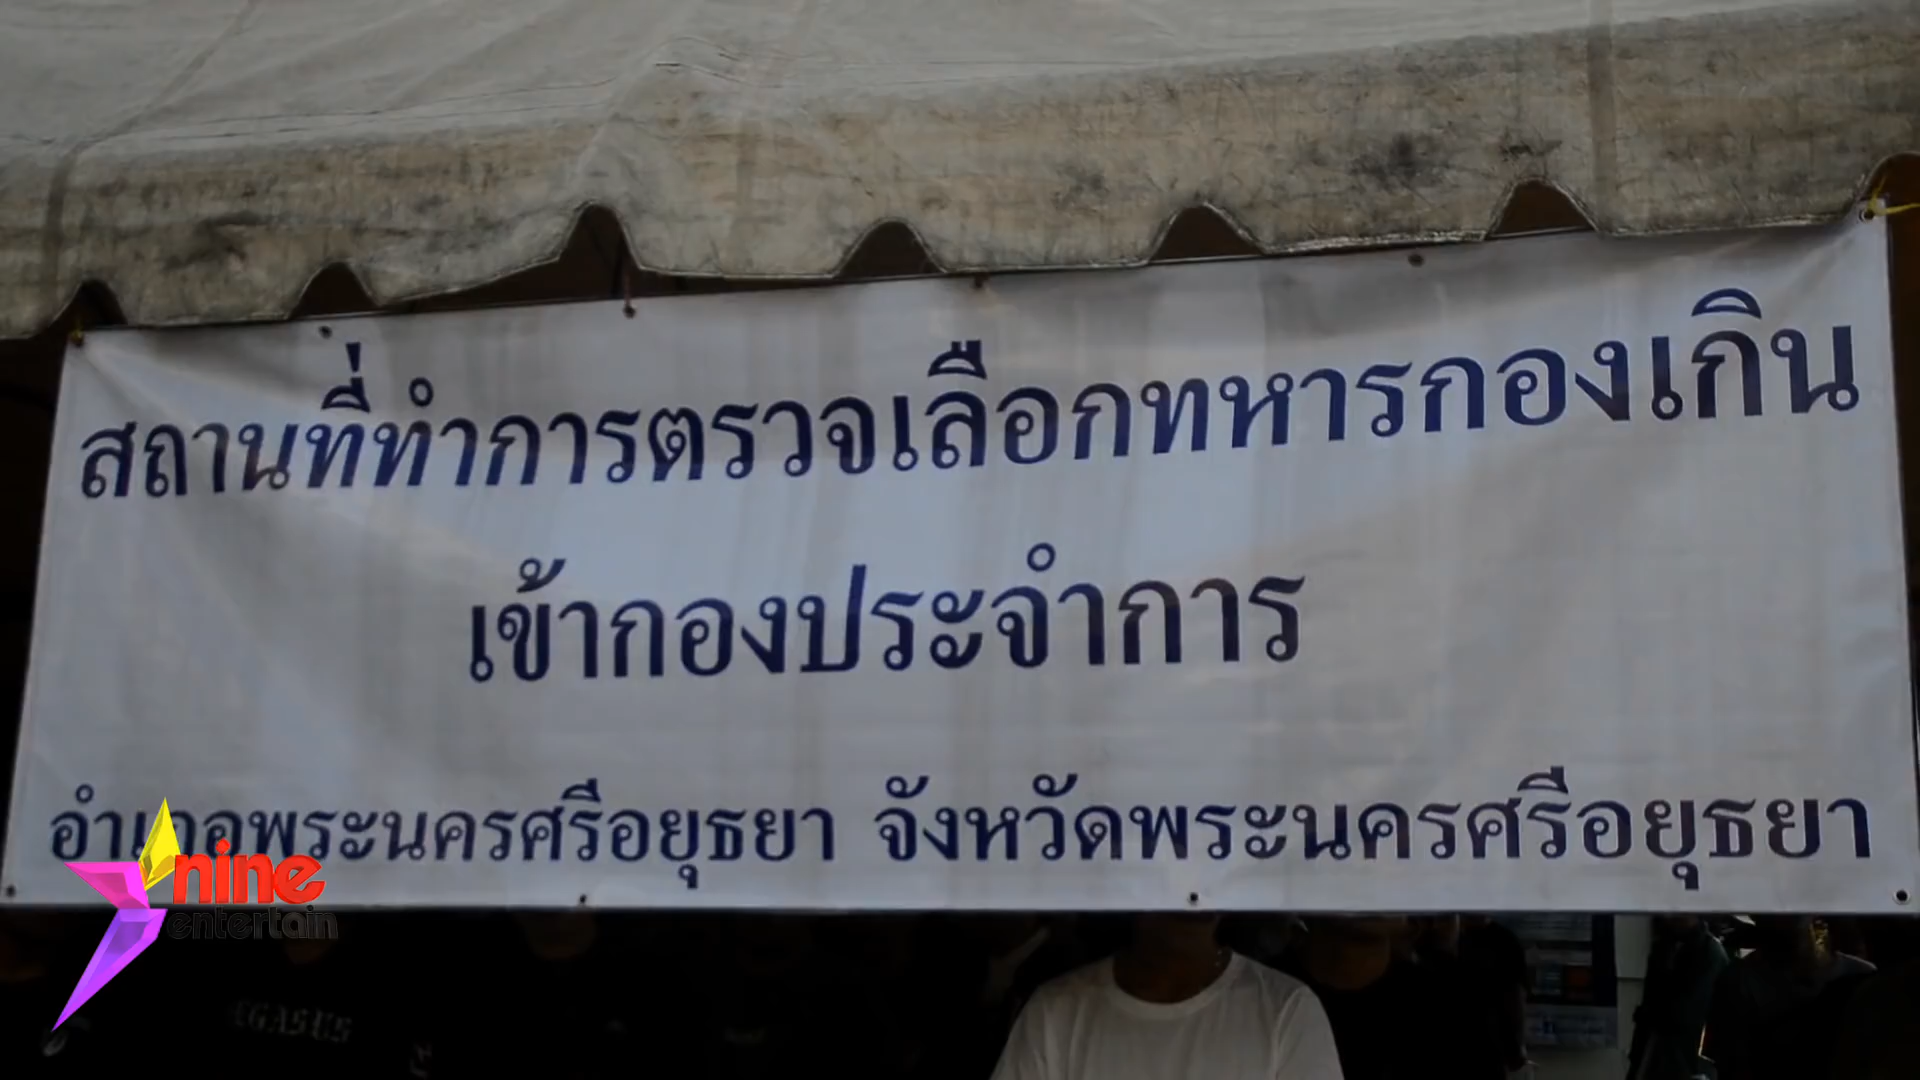 สถานที่ทำการตรวจเลือกทหารกองเกิน
เข้ากองประจำการ
อำเภอพระนครศรีอยุธยา จังหวัดพระนครศรีอยุธยา
nine
entertain